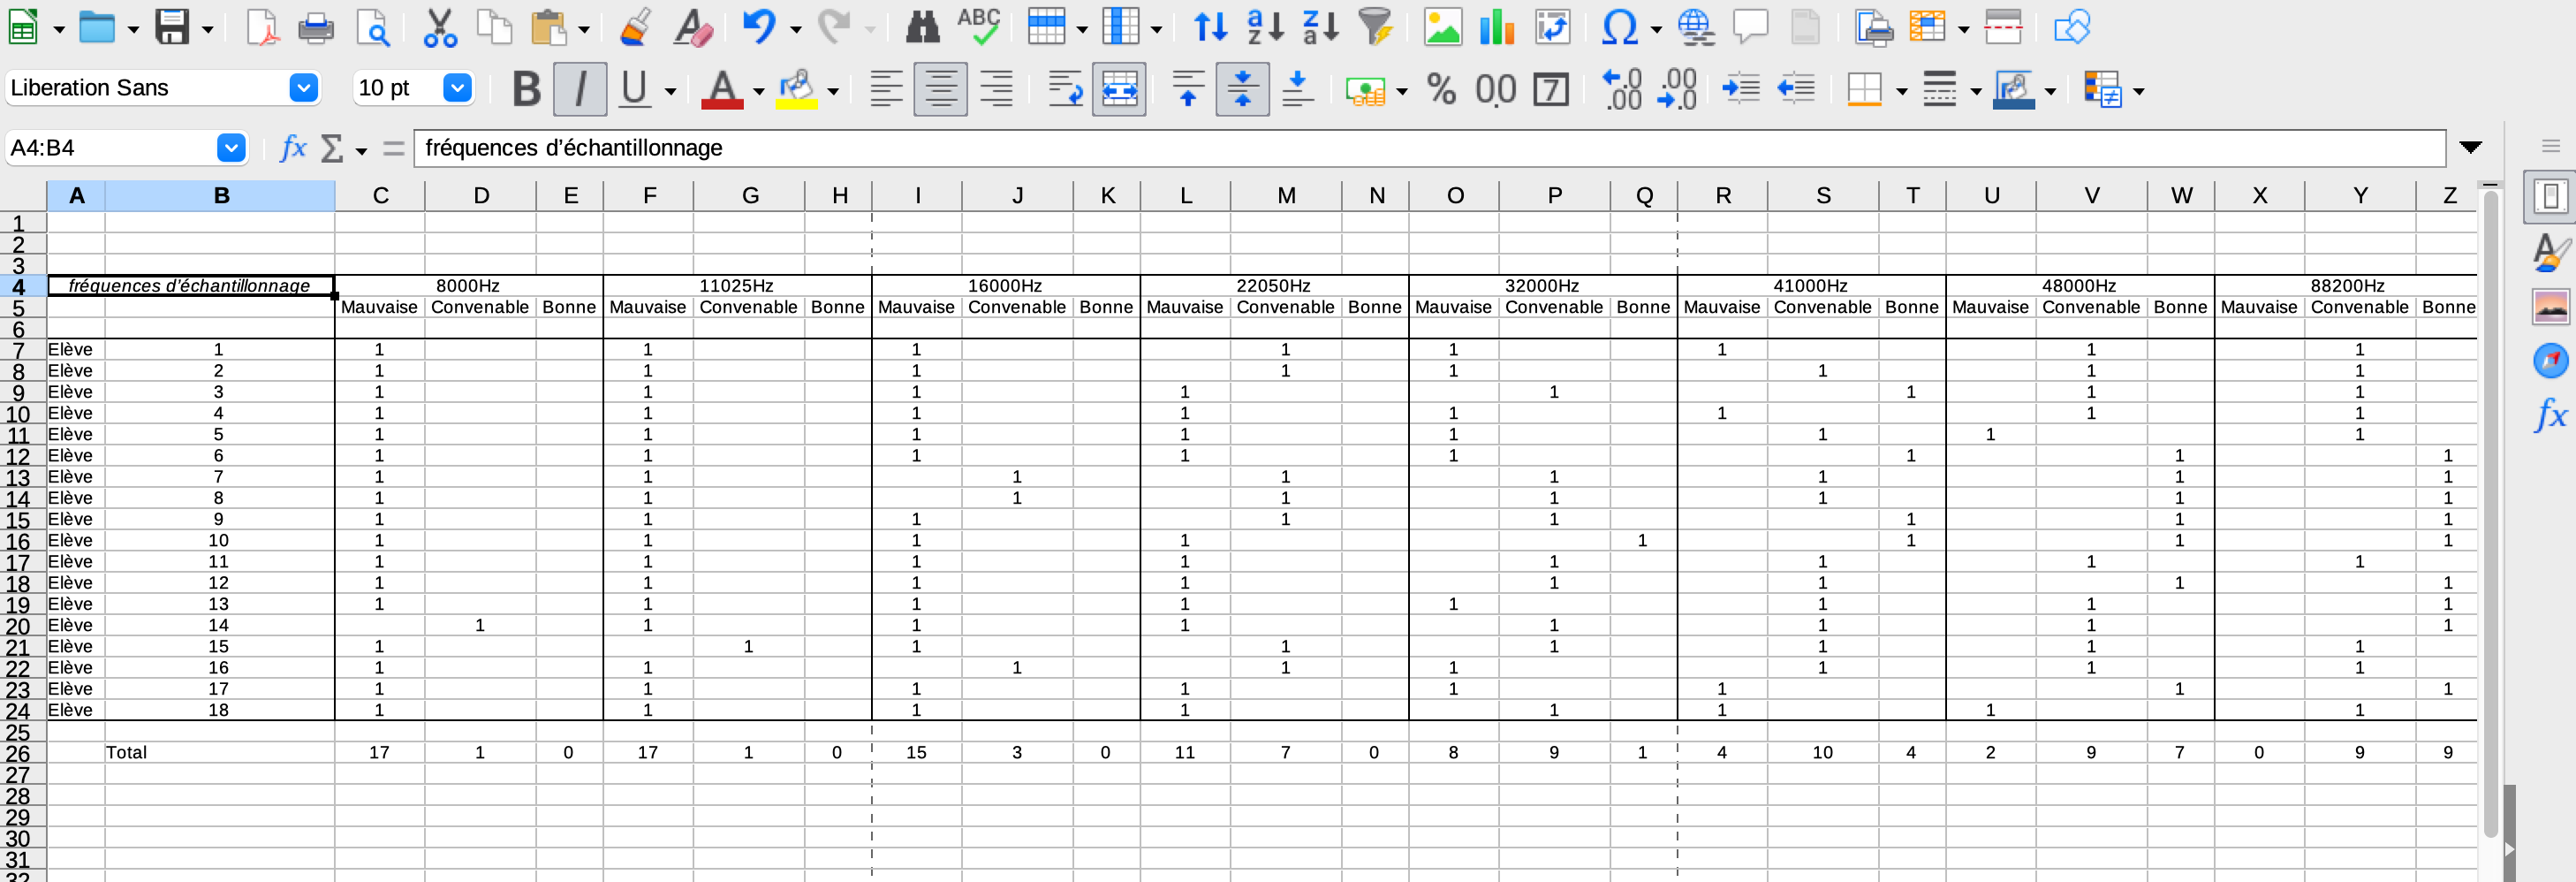 ABC
Liberation Sans 10 pt B I U A % 0.0 7
A4:B4 fx Σ = fréquences d'échantillonnage
A B C D E F G H I J K L M N O P Q R S T U V W X Y Z
1
2
3
4 fréquences d'échantillonnage 8000Hz 11025Hz 16000Hz 22050Hz 32000Hz 41000Hz 48000Hz 88200Hz
5 Mauvaise Convenable Bonne Mauvaise Convenable Bonne Mauvaise Convenable Bonne Mauvaise Convenable Bonne Mauvaise Convenable Bonne Mauvaise Convenable Bonne Mauvaise Convenable Bonne Mauvaise Convenable Bonne
6
7 Elève 1 1 1 1 1 1 1 1 1
8 Elève 2 1 1 1 1 1 1 1 1
9 Elève 3 1 1 1 1 1 1 1 1
10 Elève 4 1 1 1 1 1 1 1 1
11 Elève 5 1 1 1 1 1 1 1 1
12 Elève 6 1 1 1 1 1 1 1 1
13 Elève 7 1 1 1 1 1 1 1 1
14 Elève 8 1 1 1 1 1 1 1 1
15 Elève 9 1 1 1 1 1 1 1 1
16 Elève 10 1 1 1 1 1 1 1 1
17 Elève 11 1 1 1 1 1 1 1 1
18 Elève 12 1 1 1 1 1 1 1 1
19 Elève 13 1 1 1 1 1 1 1 1
20 Elève 14 1 1 1 1 1 1 1 1
21 Elève 15 1 1 1 1 1 1 1 1
22 Elève 16 1 1 1 1 1 1 1 1
23 Elève 17 1 1 1 1 1 1 1 1
24 Elève 18 1 1 1 1 1 1 1 1
25
26 Total 17 1 0 17 1 0 15 3 0 11 7 0 8 9 1 4 10 4 2 9 7 0 9 9
27
28
29
30
31
32